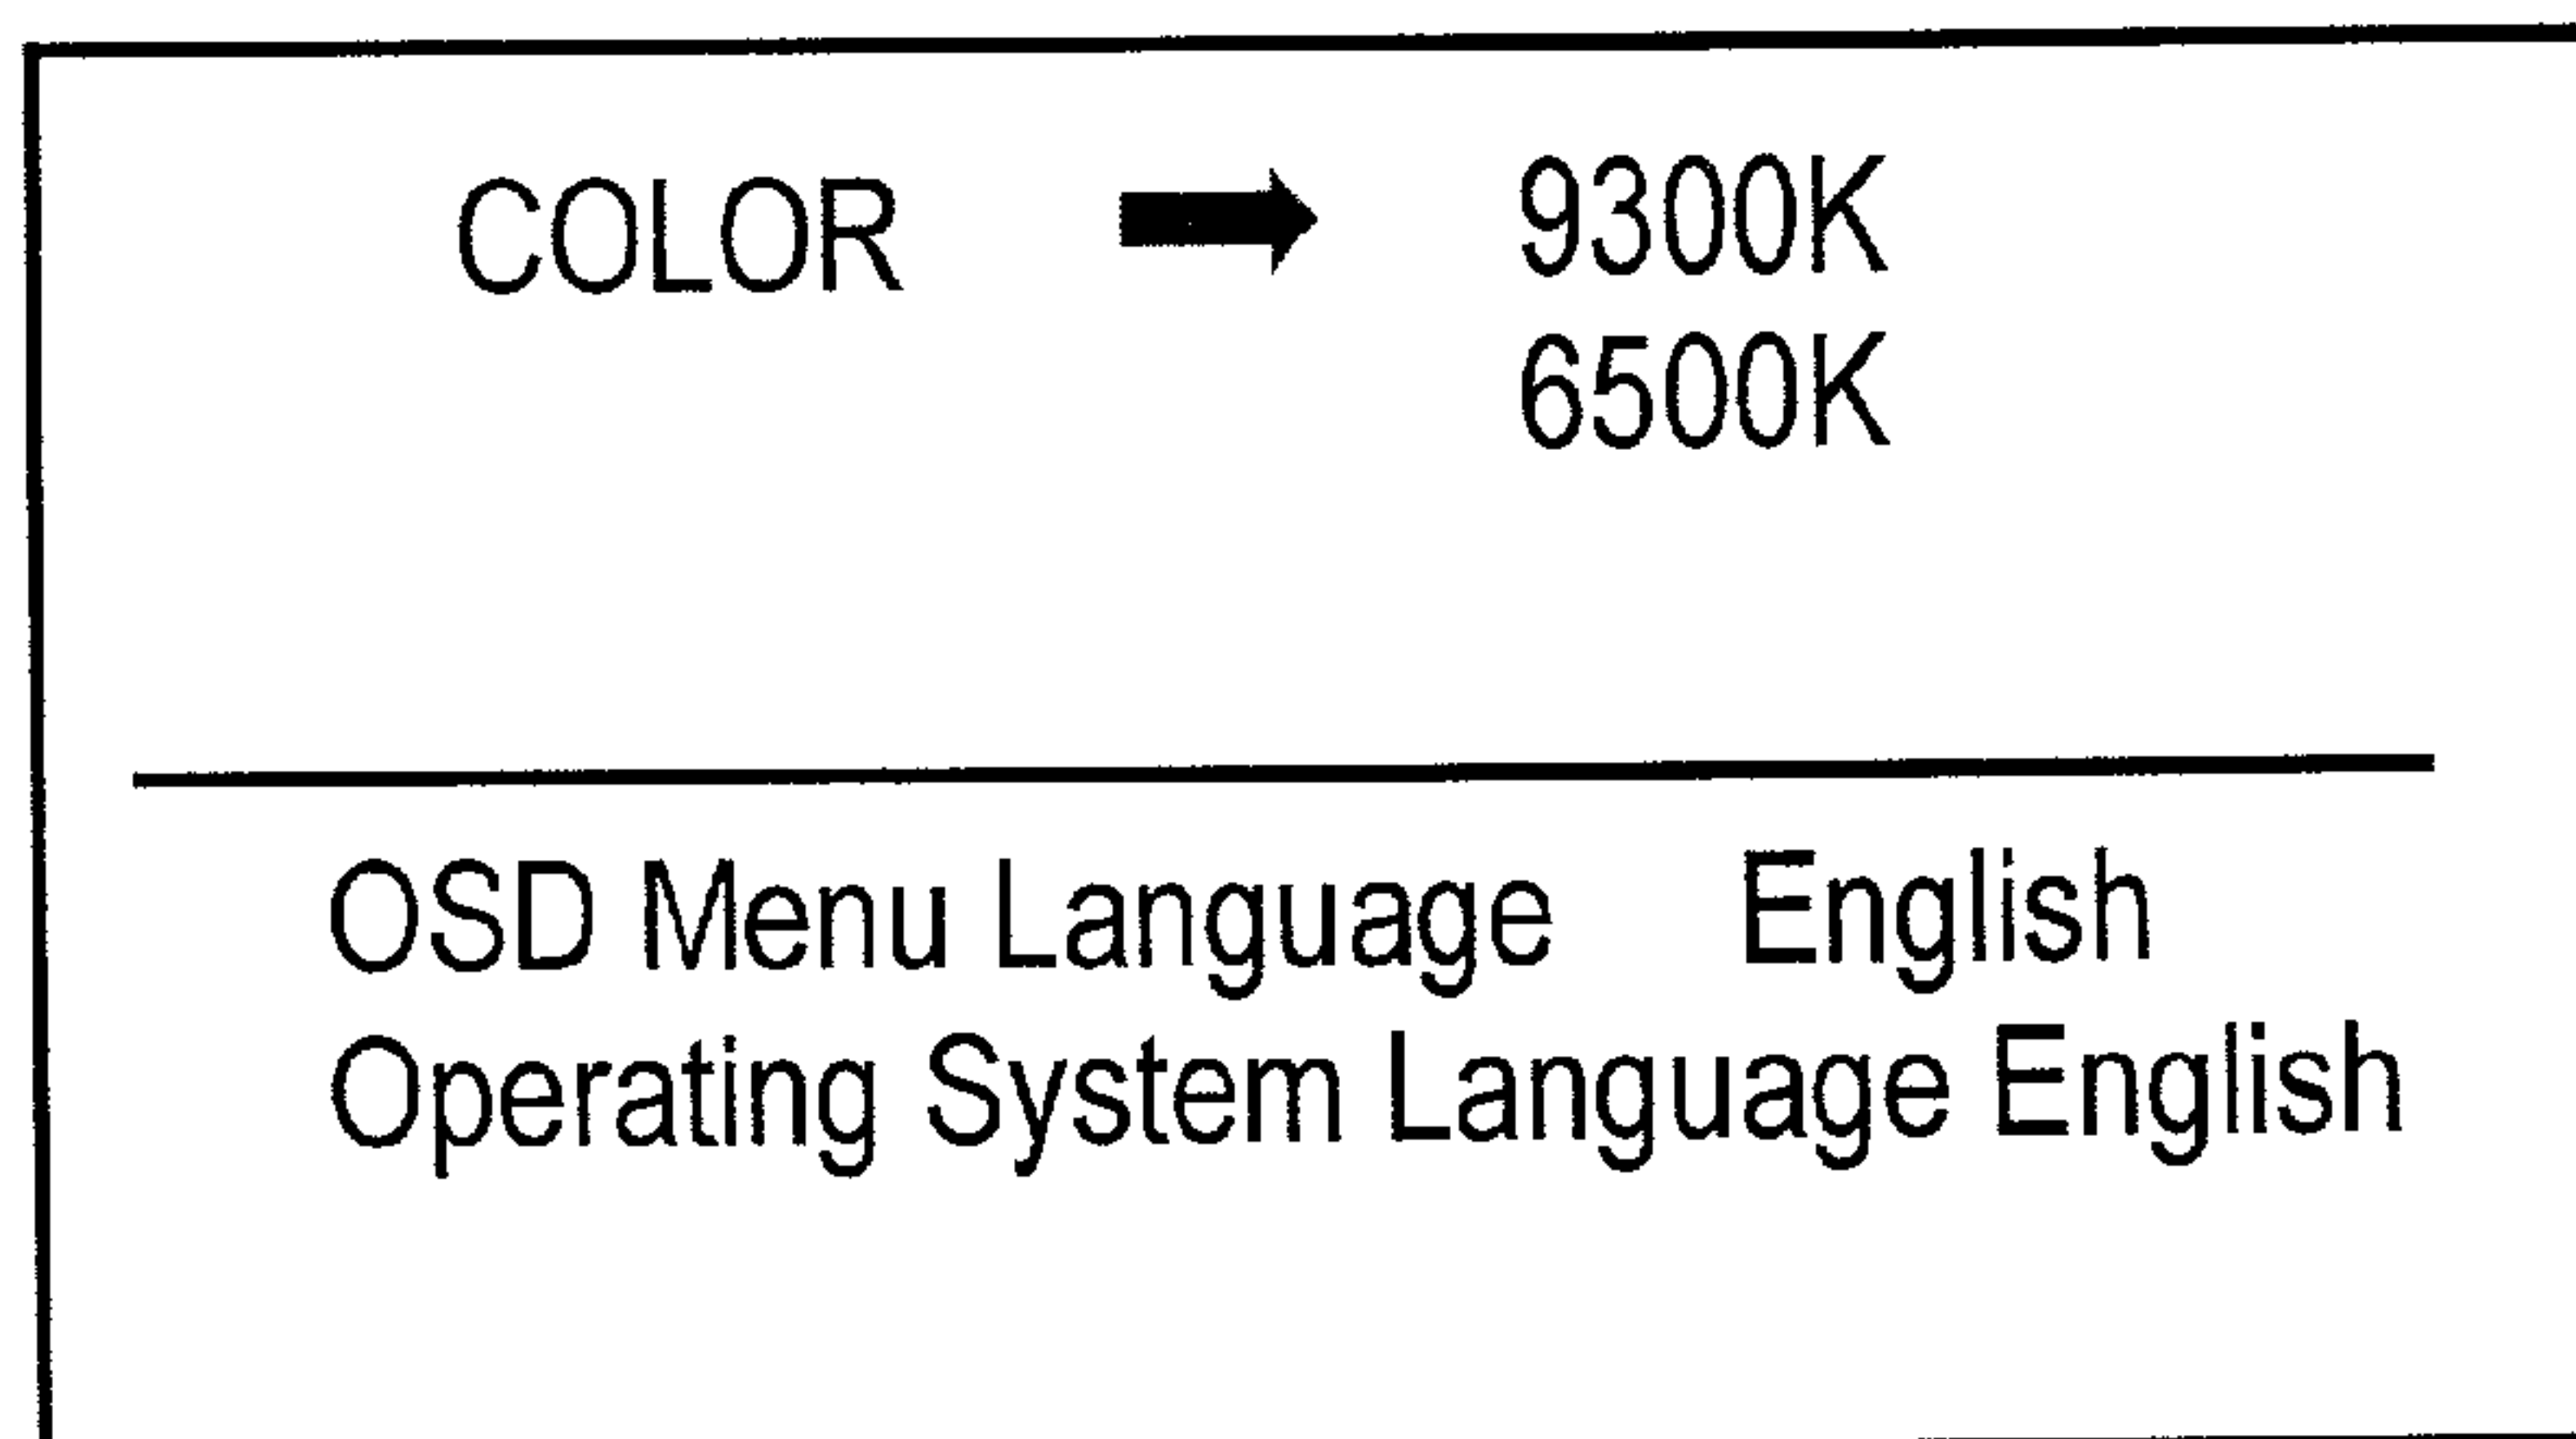 COLOR ➡ 9300K
6500K
OSD Menu Language English
Operating System Language English